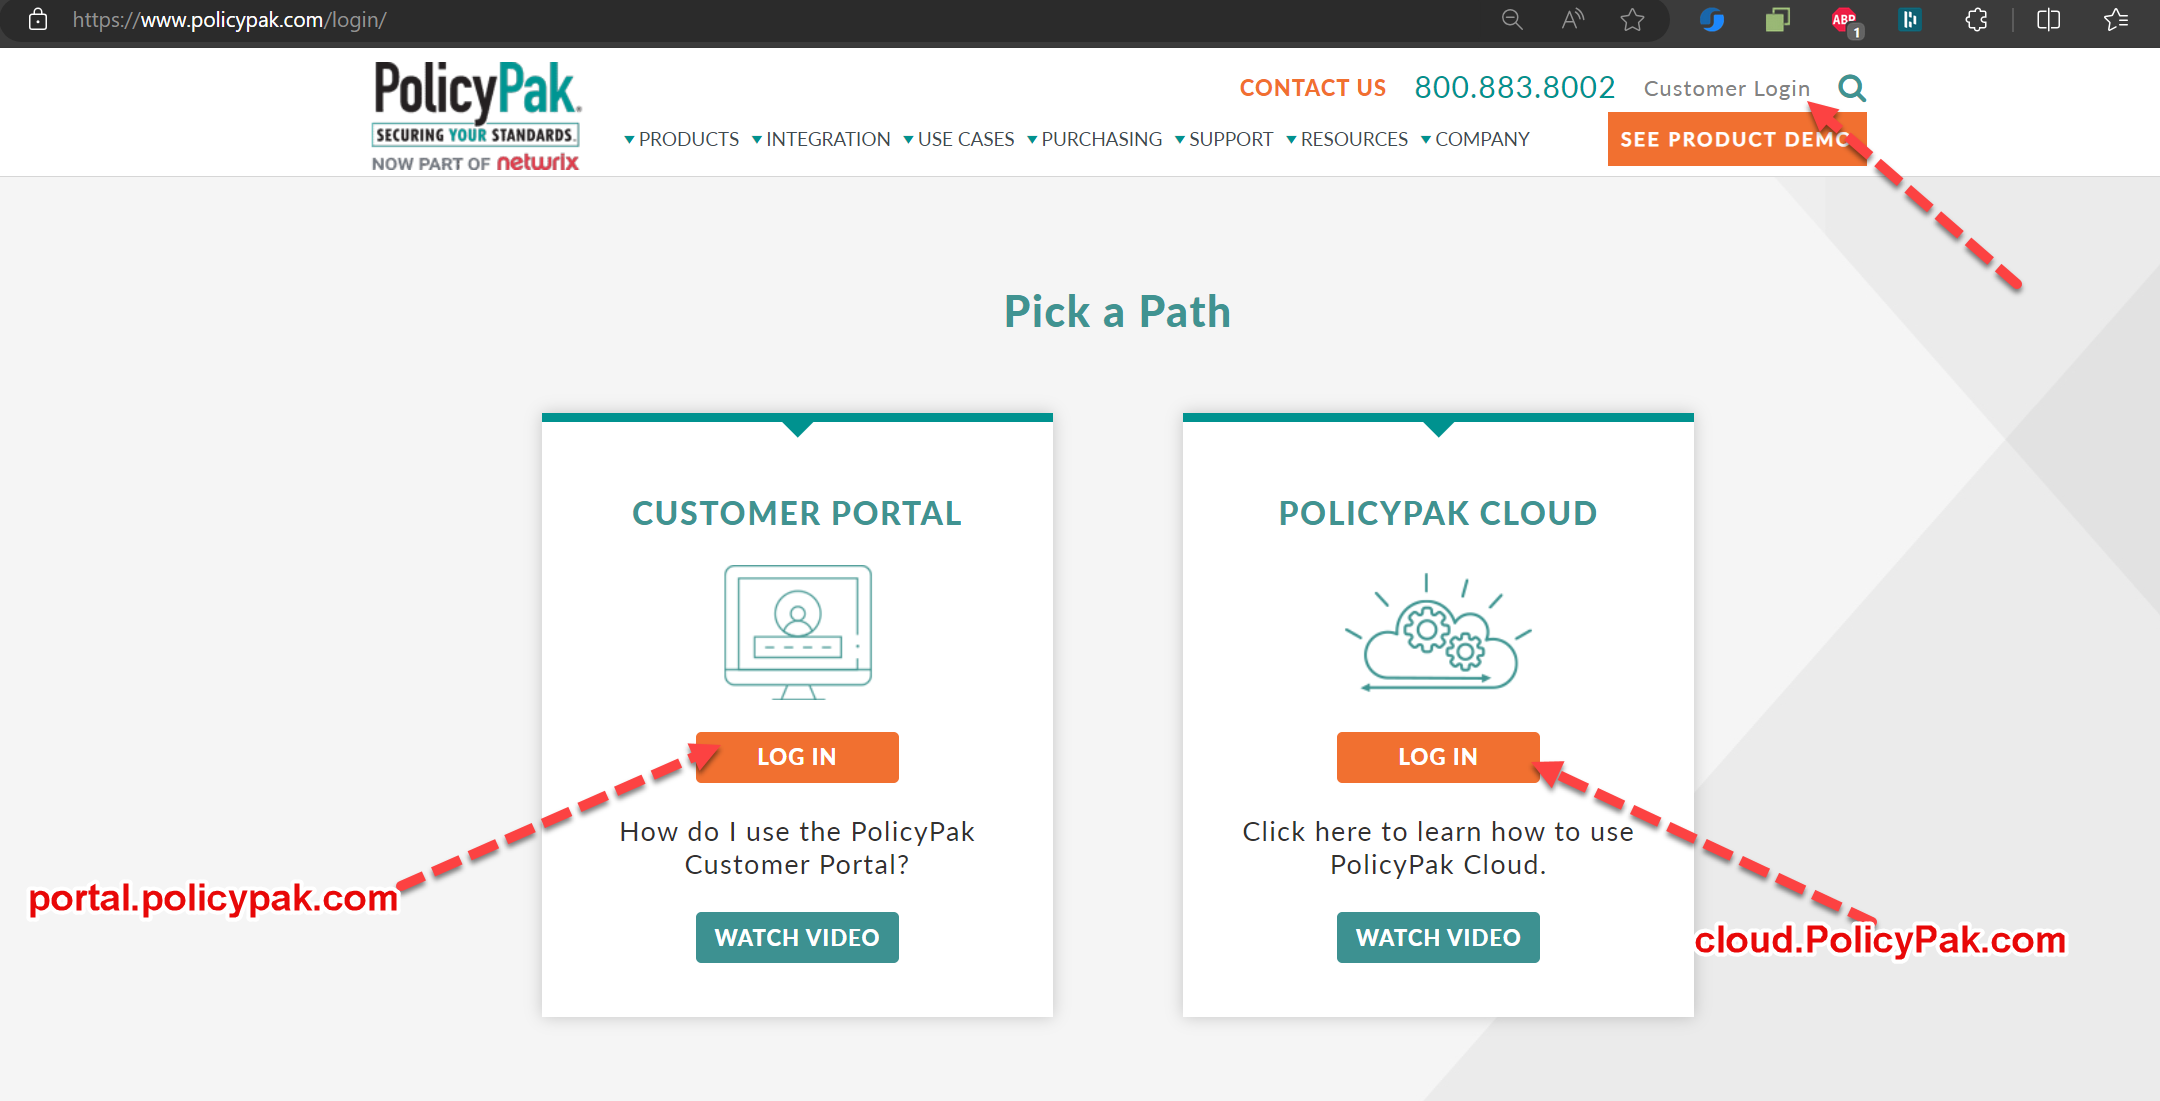 https://www.policypak.com/login/
ABP
1
PolicyPak
SECURING YOUR STANDARDS.
NOW PART OF netwrix
CONTACT US
800.883.8002
Customer Login
PRODUCTS
INTEGRATION
USE CASES
PURCHASING
SUPPORT
RESOURCES
COMPANY
SEE PRODUCT DEMO
Pick a Path
CUSTOMER PORTAL
LOG IN
How do I use the PolicyPak
Customer Portal?
WATCH VIDEO
portal.policypak.com
POLICYPAK CLOUD
LOG IN
Click here to learn how to use
PolicyPak Cloud.
WATCH VIDEO
cloud.PolicyPak.com